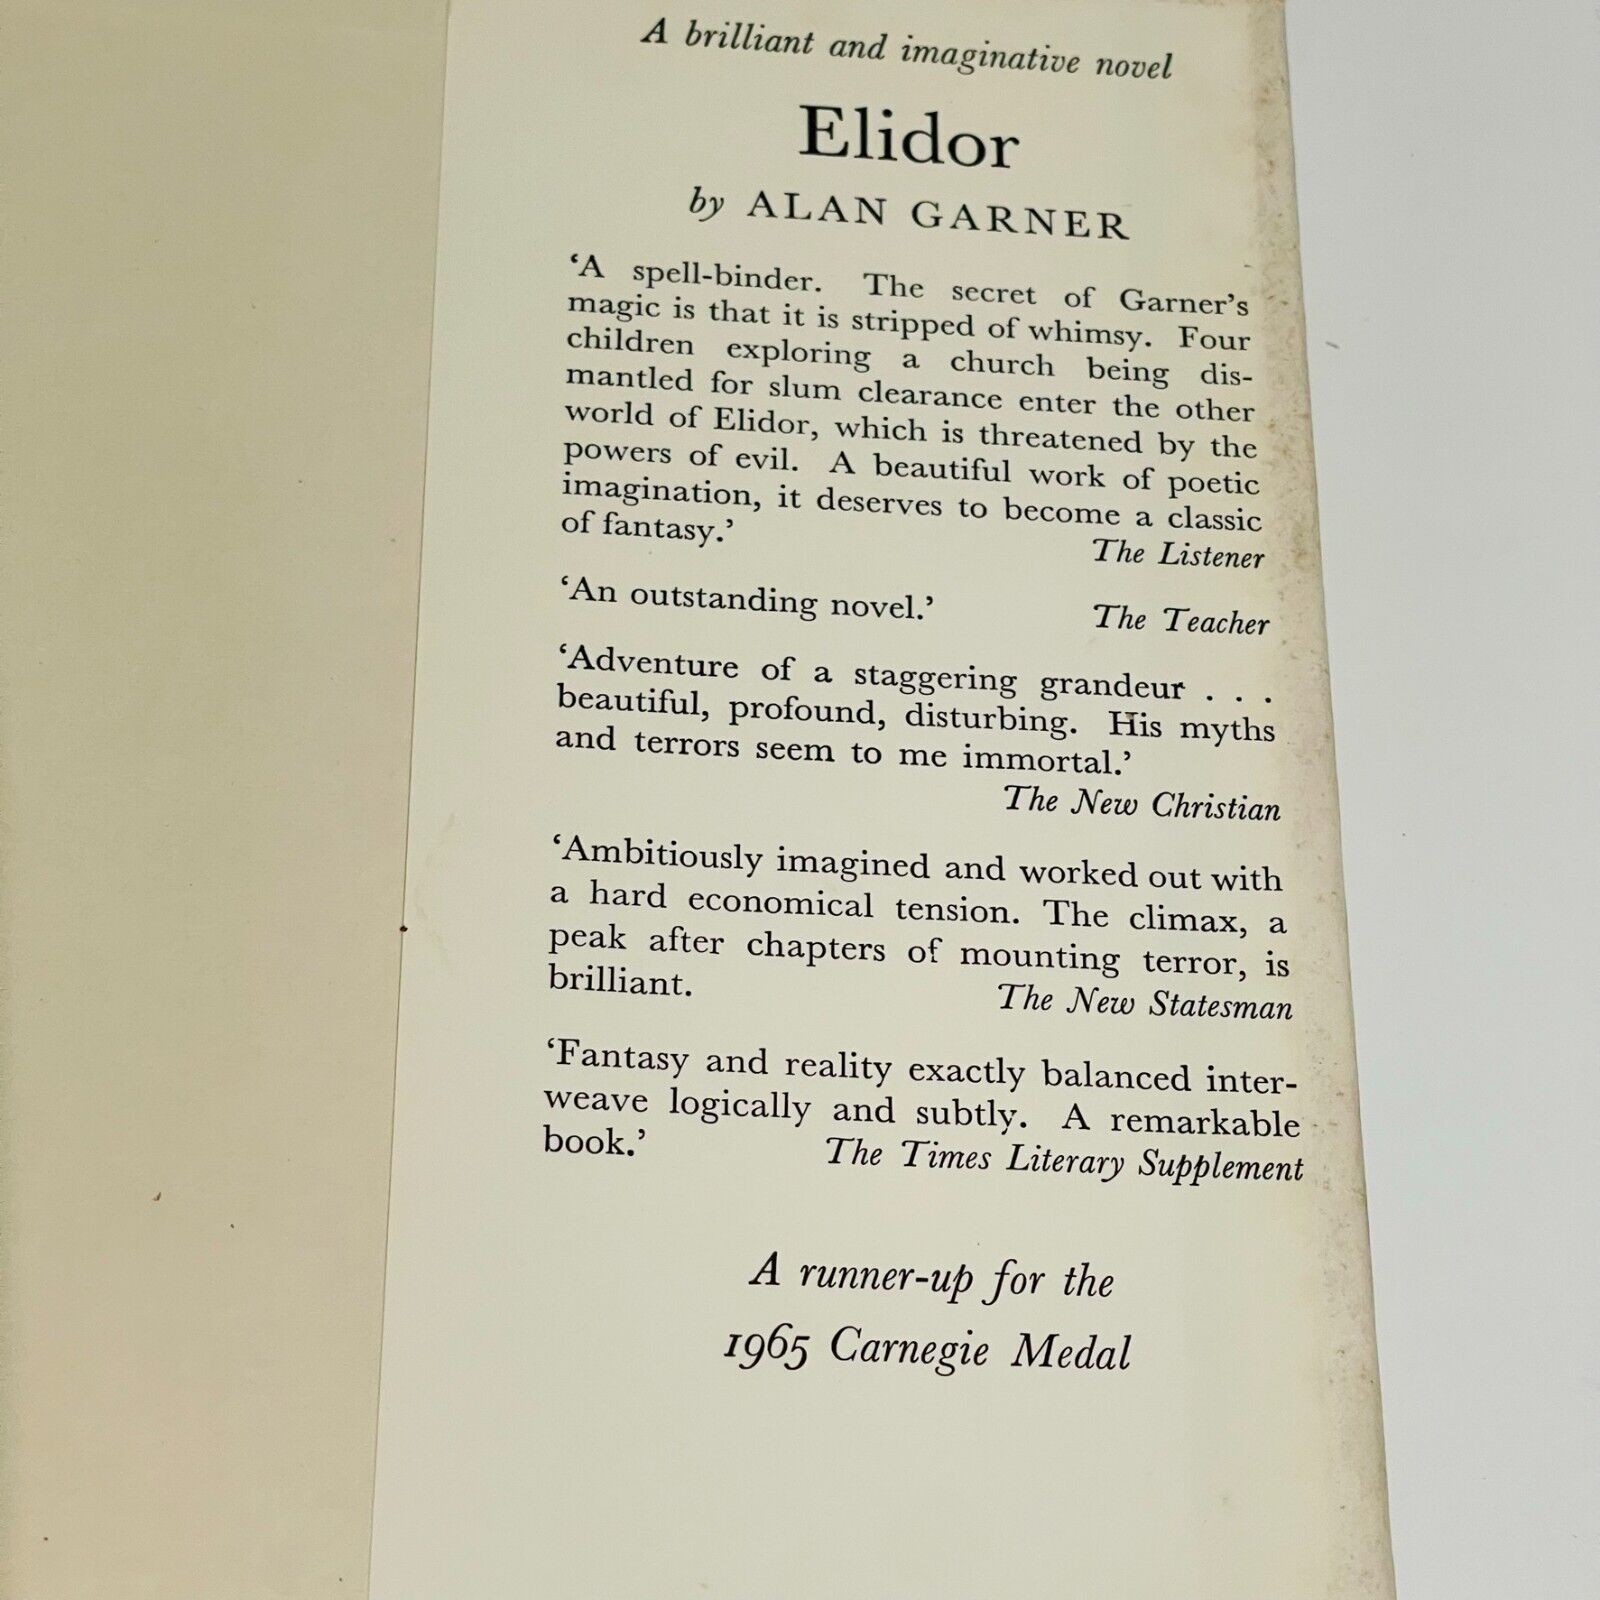 A brilliant and imaginative novel
Elidor
by ALAN GARNER
‘A spell-binder. The secret of Garner’s
magic is that it is stripped of whimsy. Four
children exploring a church being dis-
mantled for slum clearance enter the other
world of Elidor, which is threatened by the
powers of evil. A beautiful work of poetic
imagination, it deserves to become a classic
of fantasy.’ The Listener
‘An outstanding novel.’ The Teacher
‘Adventure of a staggering grandeur . . .
beautiful, profound, disturbing. His myths
and terrors seem to me immortal.’
The New Christian
‘Ambitiously imagined and worked out with
a hard economical tension. The climax, a
peak after chapters of mounting terror, is
brilliant. The New Statesman
‘Fantasy and reality exactly balanced inter-
weave logically and subtly. A remarkable
book.’ The Times Literary Supplement
A runner-up for the
1965 Carnegie Medal